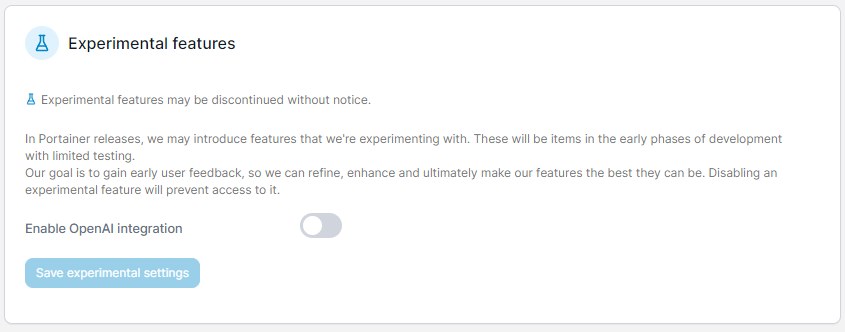 Experimental features
Experimental features may be discontinued without notice.
In Portainer releases, we may introduce features that we're experimenting with. These will be items in the early phases of development
with limited testing.
Our goal is to gain early user feedback, so we can refine, enhance and ultimately make our features the best they can be. Disabling an
experimental feature will prevent access to it.
Enable OpenAI integration
Save experimental settings